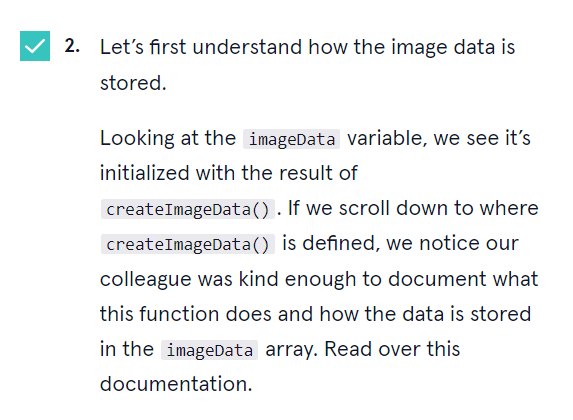 2. Let’s first understand how the image data is
stored.
Looking at the imageData variable, we see it’s
initialized with the result of
createImageData() . If we scroll down to where
createImageData() is defined, we notice our
colleague was kind enough to document what
this function does and how the data is stored
in the imageData array. Read over this
documentation.